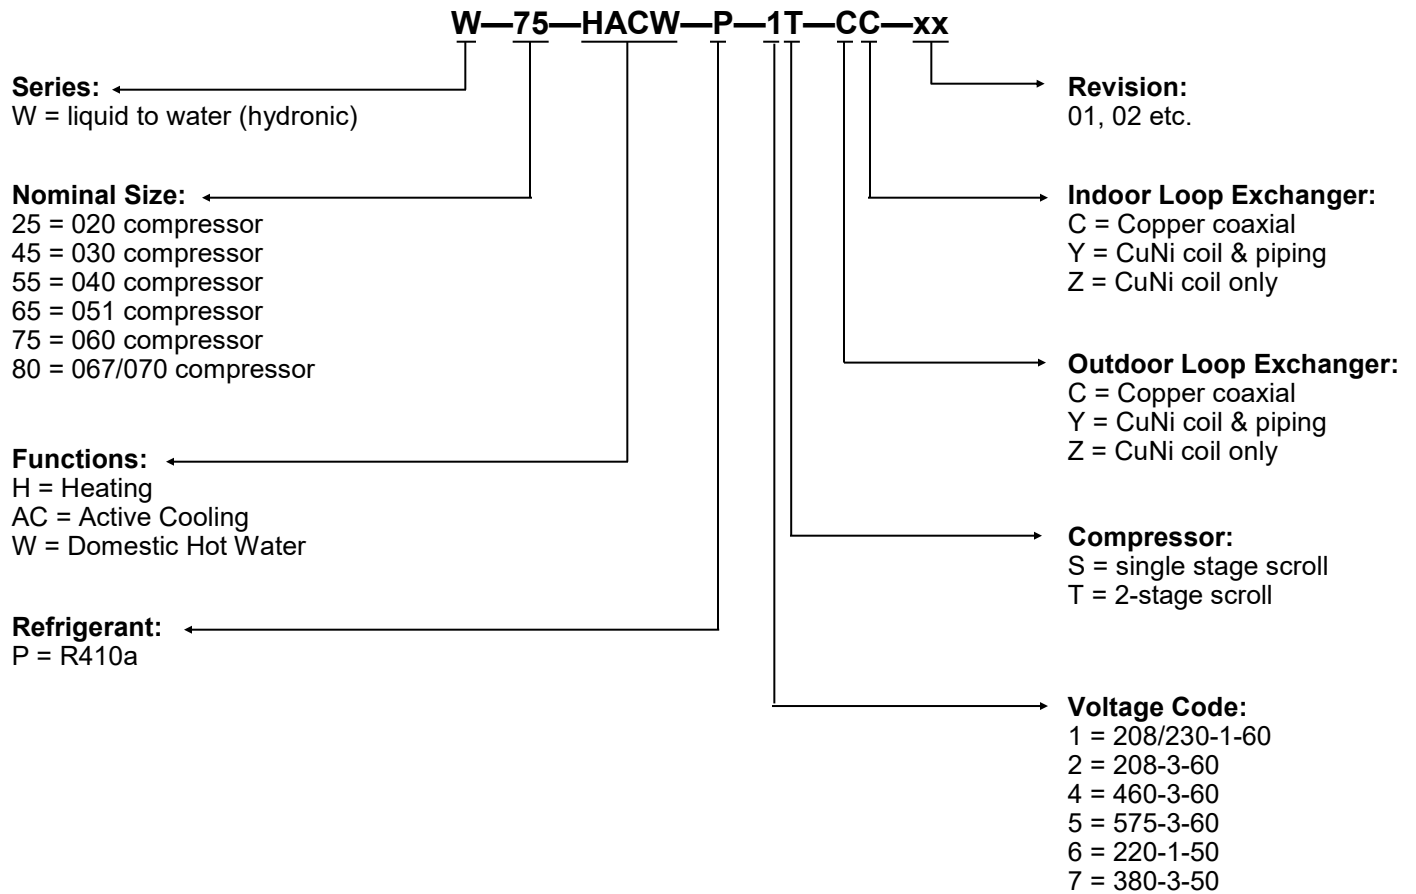 W—75—HACW—P—1T—CC—xx
Series:
W = liquid to water (hydronic)
Nominal Size:
25 = 020 compressor
45 = 030 compressor
55 = 040 compressor
65 = 051 compressor
75 = 060 compressor
80 = 067/070 compressor
Functions:
H = Heating
AC = Active Cooling
W = Domestic Hot Water
Refrigerant:
P = R410a
Revision:
01, 02 etc.
Indoor Loop Exchanger:
C = Copper coaxial
Y = CuNi coil & piping
Z = CuNi coil only
Outdoor Loop Exchanger:
C = Copper coaxial
Y = CuNi coil & piping
Z = CuNi coil only
Compressor:
S = single stage scroll
T = 2-stage scroll
Voltage Code:
1 = 208/230-1-60
2 = 208-3-60
4 = 460-3-60
5 = 575-3-60
6 = 220-1-50
7 = 380-3-50